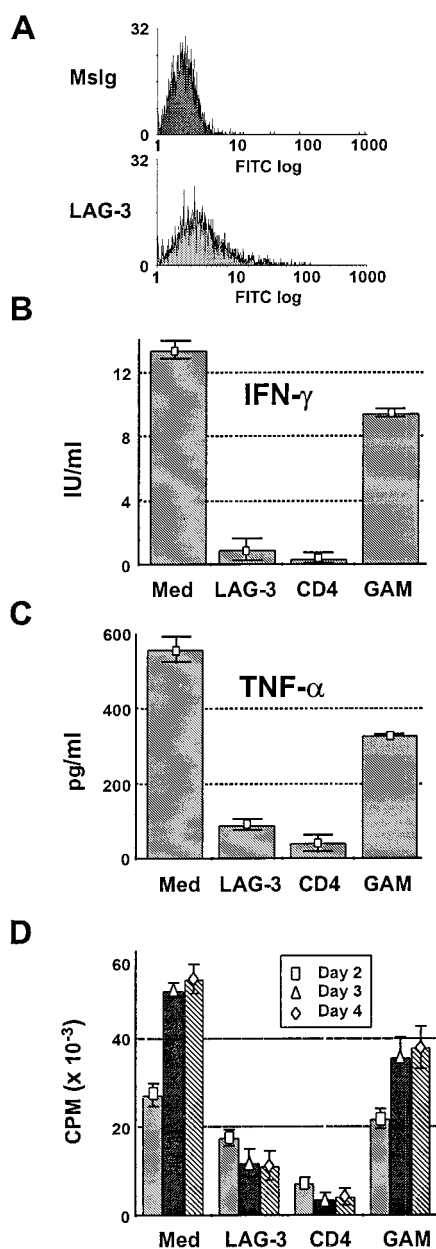 A
32
MsIg
0
1 10 100 1000
FITC log
32
LAG-3
0
1 10 100 1000
FITC log
B
12
IFN-γ
8
IU/ml
4
0
Med LAG-3 CD4 GAM
C
600
TNF-α
400
pg/ml
200
0
Med LAG-3 CD4 GAM
D
60
Day 2
Day 3
Day 4
40
CPM (x 10⁻³)
20
0
Med LAG-3 CD4 GAM